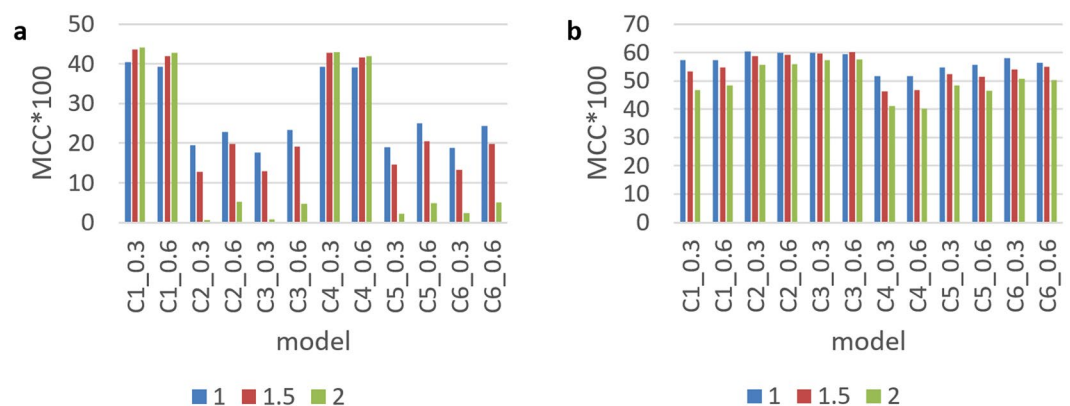 a
MCC*100
50
40
30
20
10
0
C1_0.3
C1_0.6
C2_0.3
C2_0.6
C3_0.3
C3_0.6
C4_0.3
C4_0.6
C5_0.3
C5_0.6
C6_0.3
C6_0.6
model
1 1.5 2
b
MCC*100
70
60
50
40
30
20
10
0
C1_0.3
C1_0.6
C2_0.3
C2_0.6
C3_0.3
C3_0.6
C4_0.3
C4_0.6
C5_0.3
C5_0.6
C6_0.3
C6_0.6
model
1 1.5 2